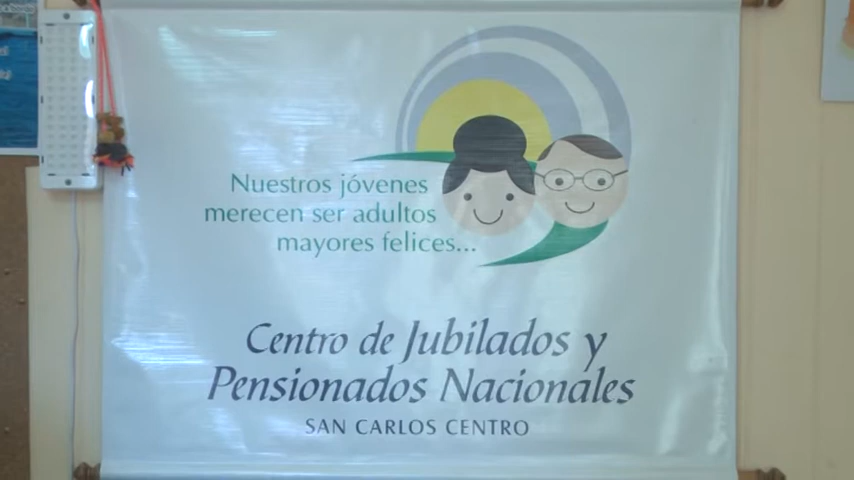 Nuestros jóvenes
merecen ser adultos
mayores felices...
Centro de Jubilados y
Pensionados Nacionales
SAN CARLOS CENTRO